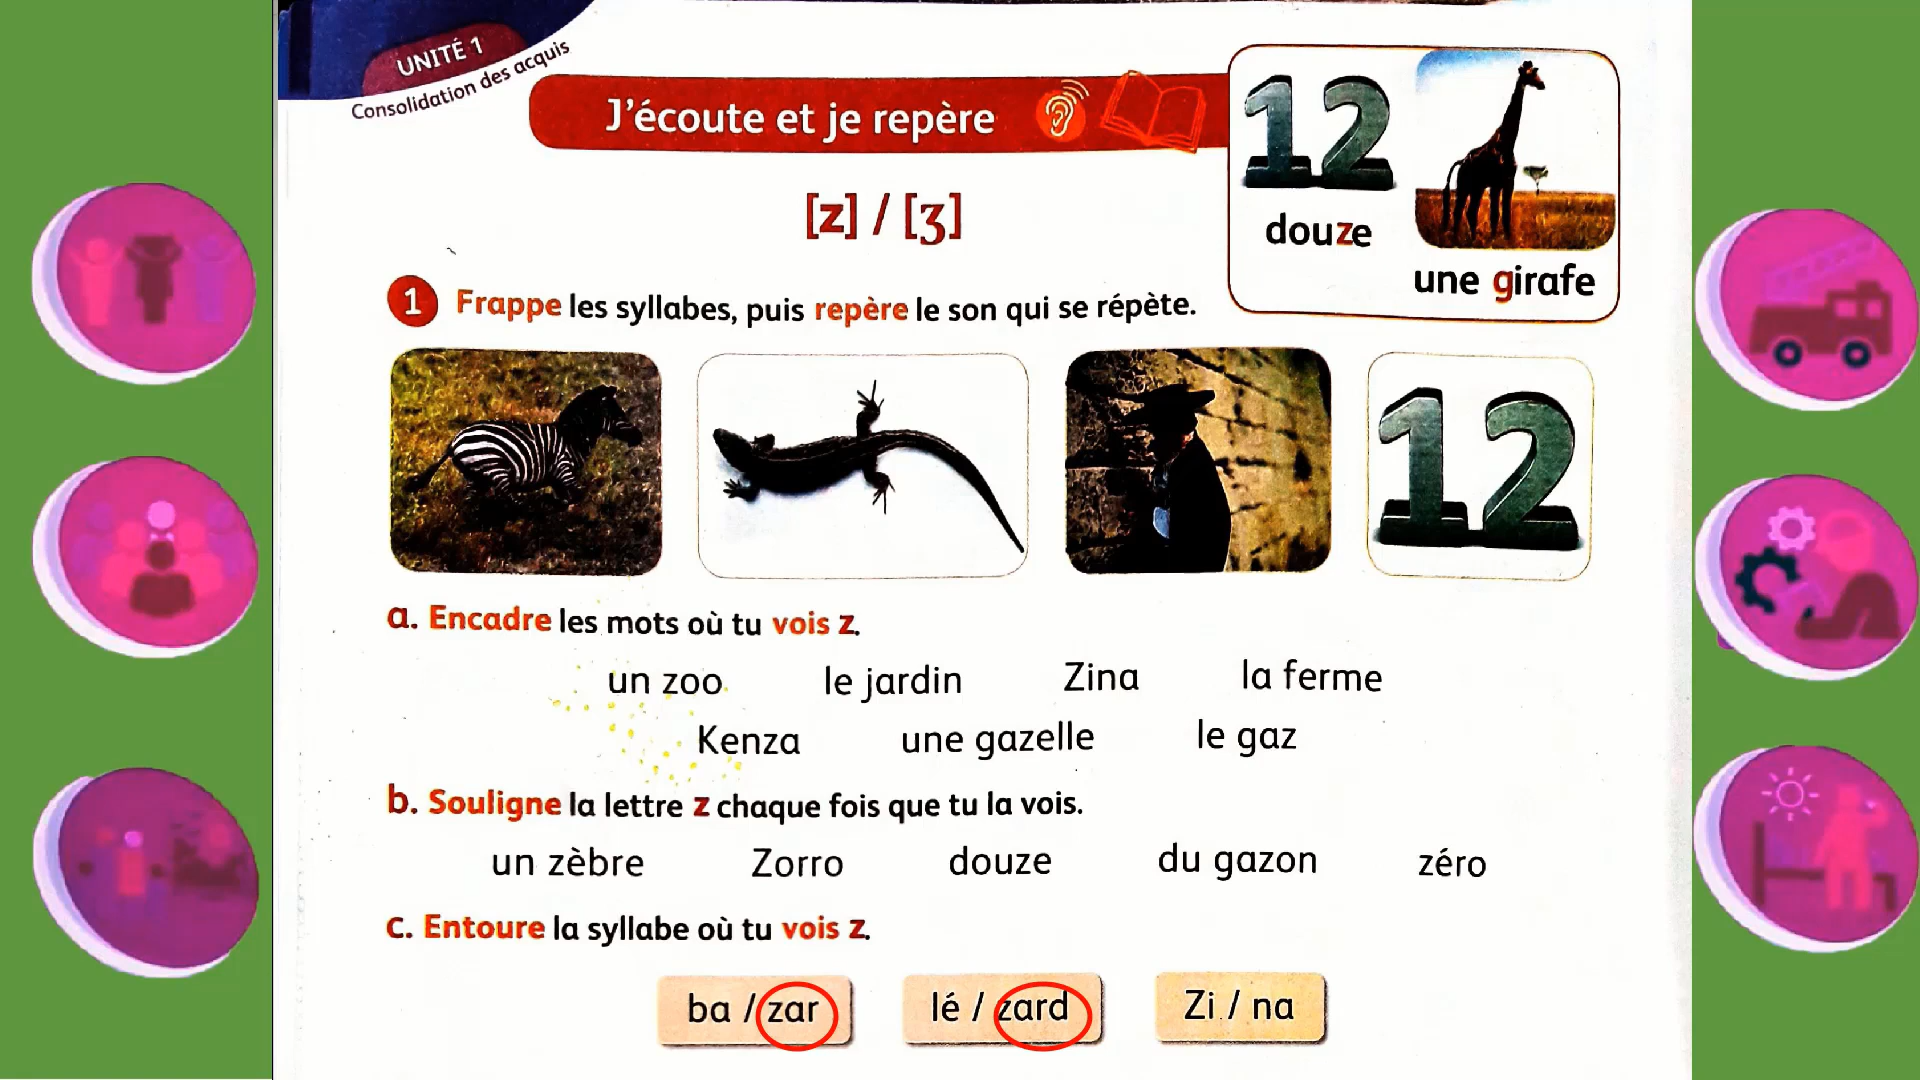 UNITÉ 1
Consolidation des acquis
J'écoute et je repère
[z] / [ʒ]
12
douze
une girafe
1 Frappe les syllabes, puis repère le son qui se répète.
12
a. Encadre les mots où tu vois z.
un zoo le jardin Zina la ferme
Kenza une gazelle le gaz
b. Souligne la lettre z chaque fois que tu la vois.
un zèbre Zorro douze du gazon zéro
c. Entoure la syllabe où tu vois z.
ba / zar lé / zard Zi / na